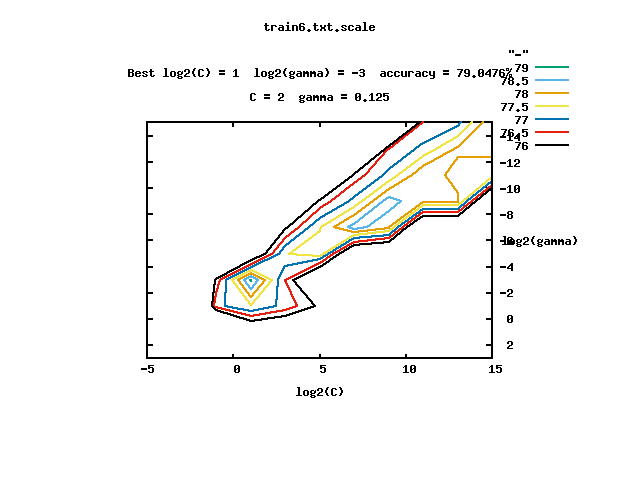 train6.txt.scale
"-"
Best log2(C) = 1 log2(gamma) = -3 accuracy = 79.0476%
C = 2 gamma = 0.125
79
78.5
78
77.5
77
76.5
76
-14
-12
-10
-8
-6
log2(gamma)
-4
-2
0
2
-5 0 5 10 15
log2(C)